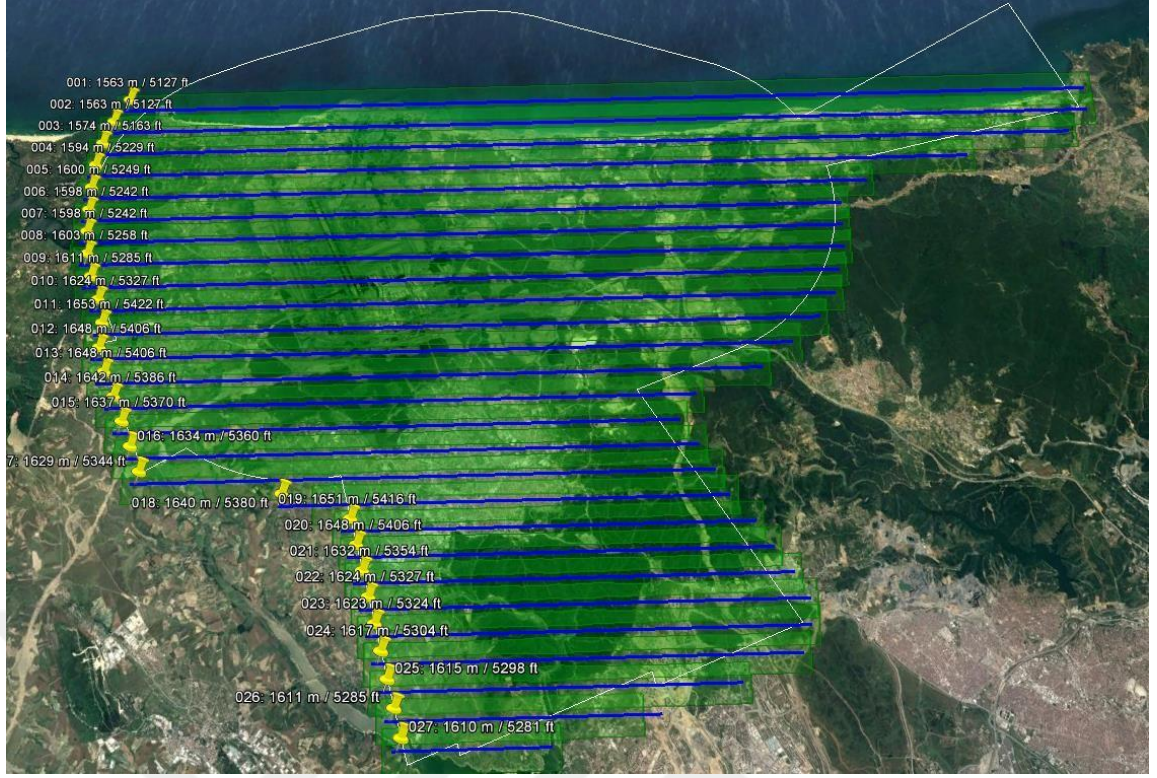 001: 1563 m / 5127 ft
002: 1563 m / 5127 ft
003: 1574 m / 5163 ft
004: 1594 m / 5229 ft
005: 1600 m / 5249 ft
006: 1598 m / 5242 ft
007: 1598 m / 5242 ft
008: 1603 m / 5258 ft
009: 1611 m / 5285 ft
010: 1624 m / 5327 ft
011: 1653 m / 5422 ft
012: 1648 m / 5406 ft
013: 1648 m / 5406 ft
014: 1642 m / 5386 ft
015: 1637 m / 5370 ft
016: 1634 m / 5360 ft
7: 1629 m / 5344 ft
018: 1640 m / 5380 ft
019: 1651 m / 5416 ft
020: 1648 m / 5406 ft
021: 1632 m / 5354 ft
022: 1624 m / 5327 ft
023: 1623 m / 5324 ft
024: 1617 m / 5304 ft
025: 1615 m / 5298 ft
026: 1611 m / 5285 ft
027: 1610 m / 5281 ft